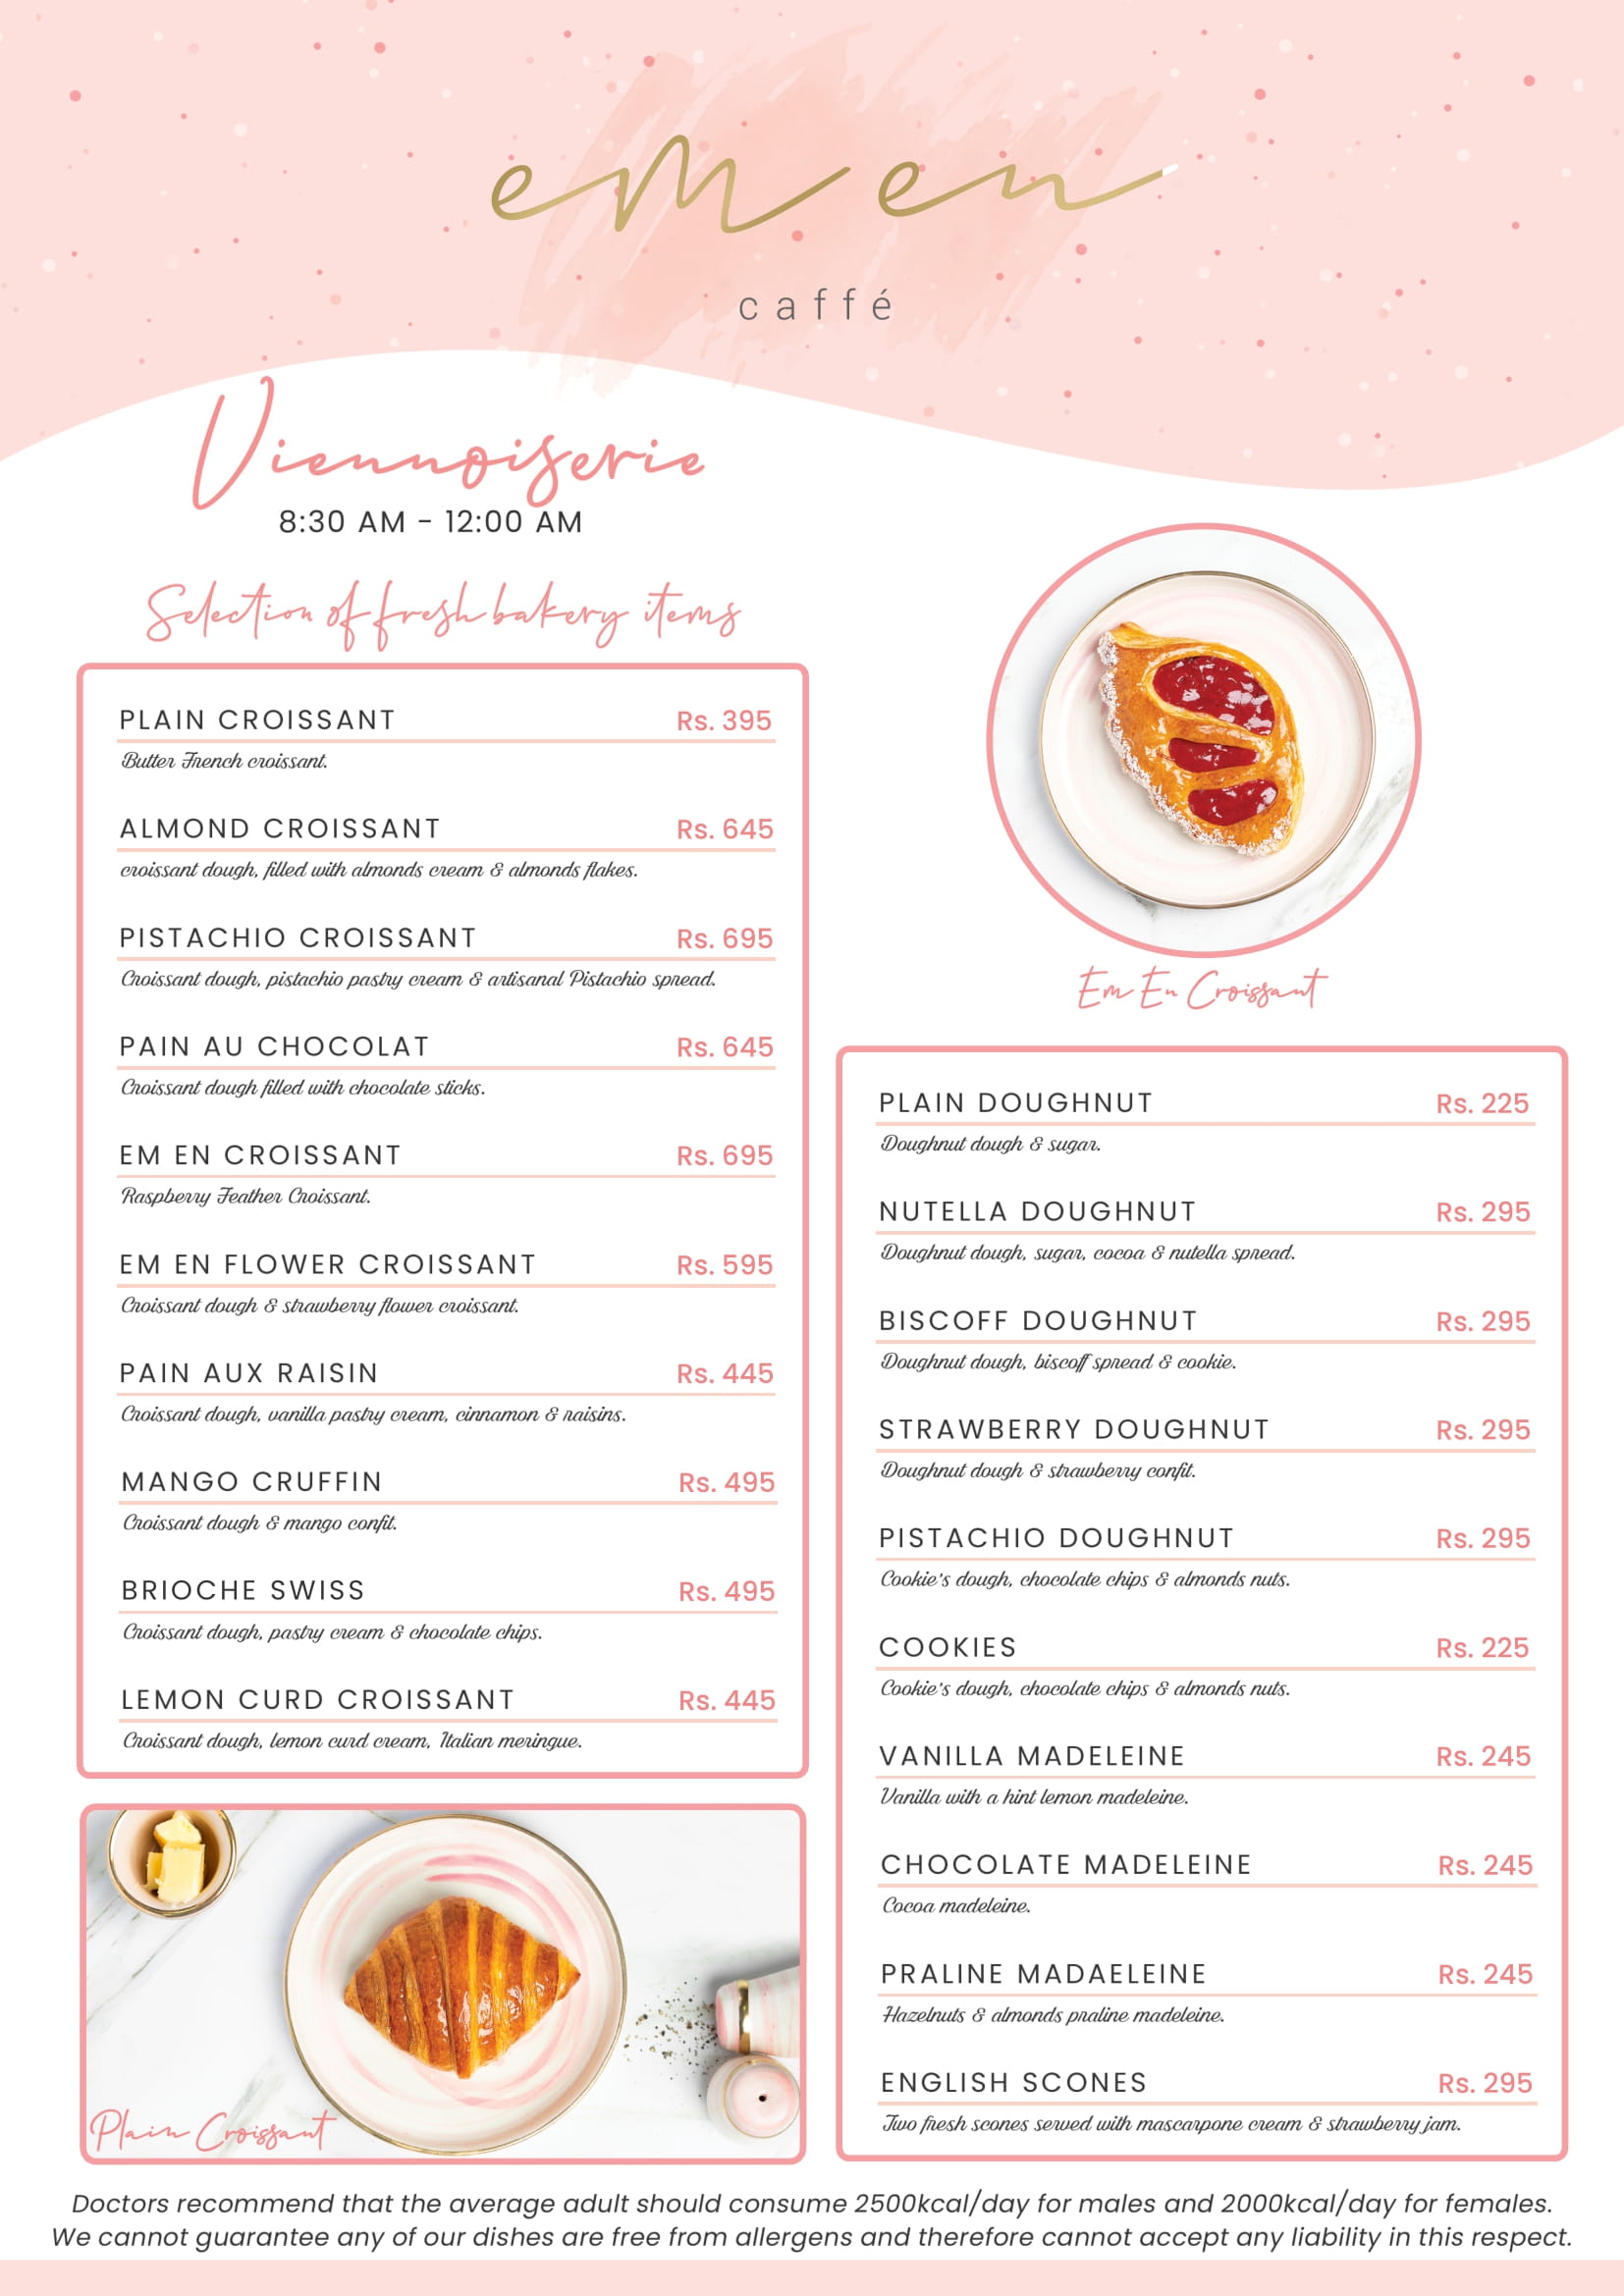 em en
caffé
Viennoiserie
8:30 AM - 12:00 AM
Selection of fresh bakery items
PLAIN CROISSANT Rs. 395
Butter French croissant.
ALMOND CROISSANT Rs. 645
croissant dough, filled with almonds cream & almonds flakes.
PISTACHIO CROISSANT Rs. 695
Croissant dough, pistachio pastry cream & artisanal Pistachio spread.
PAIN AU CHOCOLAT Rs. 645
Croissant dough filled with chocolate sticks.
EM EN CROISSANT Rs. 695
Raspberry Feather Croissant.
EM EN FLOWER CROISSANT Rs. 595
Croissant dough & strawberry flower croissant.
PAIN AUX RAISIN Rs. 445
Croissant dough, vanilla pastry cream, cinnamon & raisins.
MANGO CRUFFIN Rs. 495
Croissant dough & mango confit.
BRIOCHE SWISS Rs. 495
Croissant dough, pastry cream & chocolate chips.
LEMON CURD CROISSANT Rs. 445
Croissant dough, lemon curd cream, Italian meringue.
Plain Croissant
Em En Croissant
PLAIN DOUGHNUT Rs. 225
Doughnut dough & sugar.
NUTELLA DOUGHNUT Rs. 295
Doughnut dough, sugar, cocoa & nutella spread.
BISCOFF DOUGHNUT Rs. 295
Doughnut dough, biscoff spread & cookie.
STRAWBERRY DOUGHNUT Rs. 295
Doughnut dough & strawberry confit.
PISTACHIO DOUGHNUT Rs. 295
Cookie's dough, chocolate chips & almonds nuts.
COOKIES Rs. 225
Cookie's dough, chocolate chips & almonds nuts.
VANILLA MADELEINE Rs. 245
Vanilla with a hint lemon madeleine.
CHOCOLATE MADELEINE Rs. 245
Cocoa madeleine.
PRALINE MADAELEINE Rs. 245
Hazelnuts & almonds praline madeleine.
ENGLISH SCONES Rs. 295
Two fresh scones served with mascarpone cream & strawberry jam.
Doctors recommend that the average adult should consume 2500kcal/day for males and 2000kcal/day for females.
We cannot guarantee any of our dishes are free from allergens and therefore cannot accept any liability in this respect.